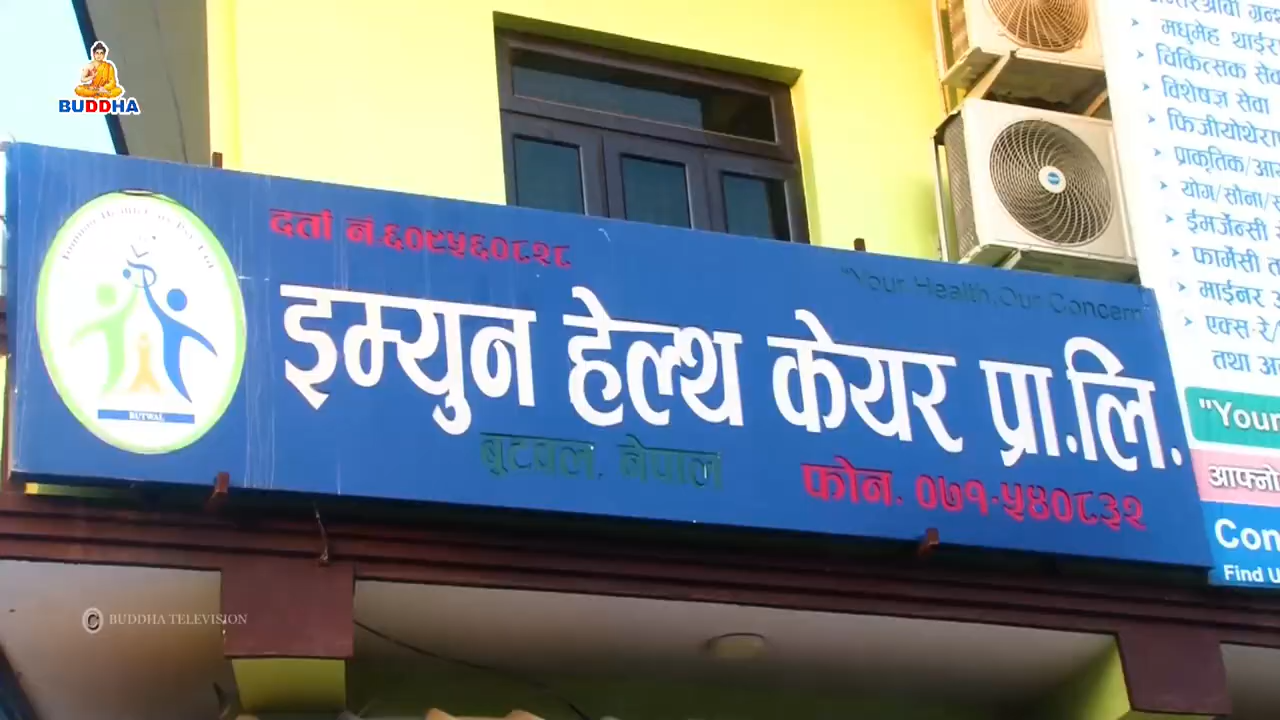 BUDDHA
दर्ता नं.६०९५६०८२८
"Your Health,Our Concern"
इम्युन हेल्थ केयर प्रा.लि.
बुटवल, नेपाल
फोन. ०७१-५४०८३२
BUTWAL
मधुमेह
चिकित्सक
विशेषज्ञ सेवा
योग/सौना
ईमर्जेन्सी
फार्मेसी
माईनर
एक्स-रे/
तथा
"Your
आफ्नो
Con
Find U
© BUDDHA TELEVISION